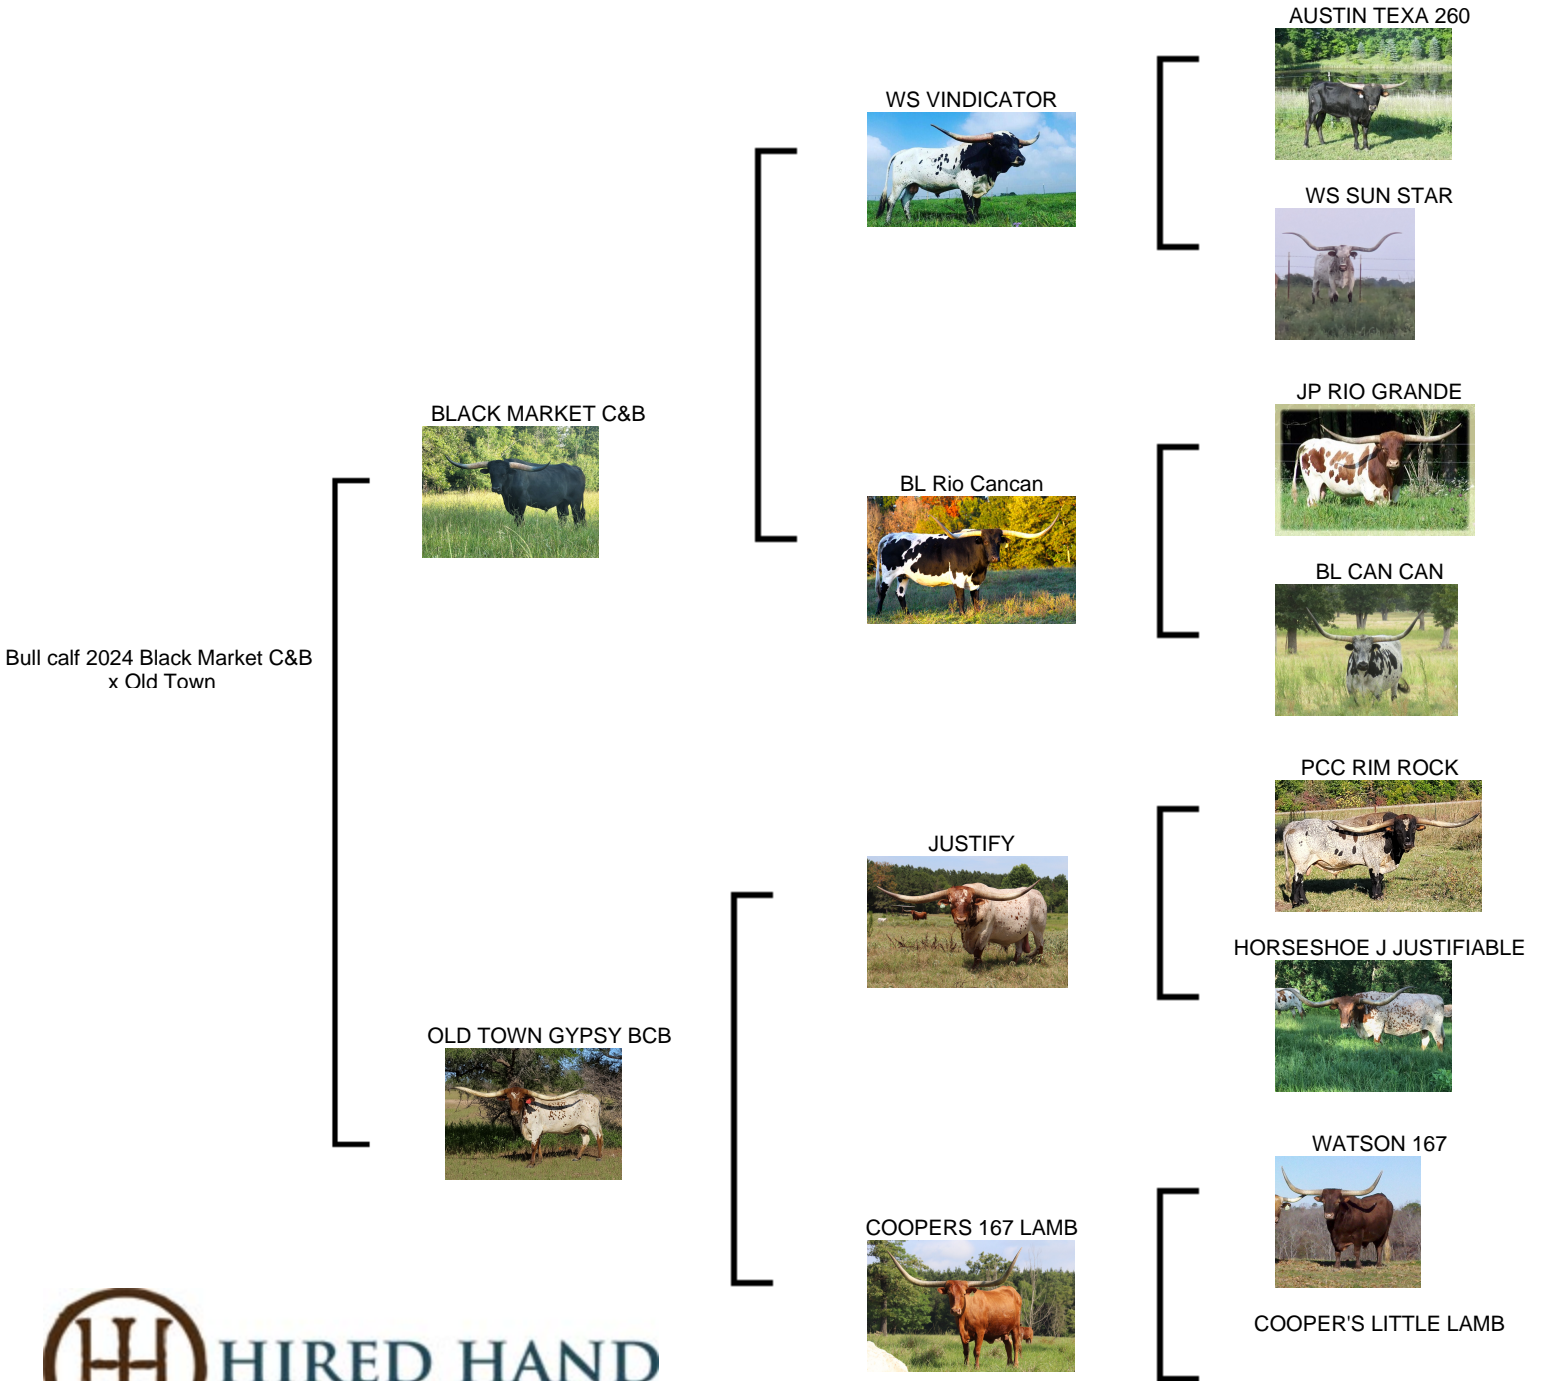 AUSTIN TEXA 260
WS VINDICATOR
WS SUN STAR
JP RIO GRANDE
BLACK MARKET C&B
BL Rio Cancan
BL CAN CAN
Bull calf 2024 Black Market C&B
x Old Town
PCC RIM ROCK
JUSTIFY
HORSESHOE J JUSTIFIABLE
OLD TOWN GYPSY BCB
WATSON 167
COOPERS 167 LAMB
COOPER'S LITTLE LAMB
HIRED HAND